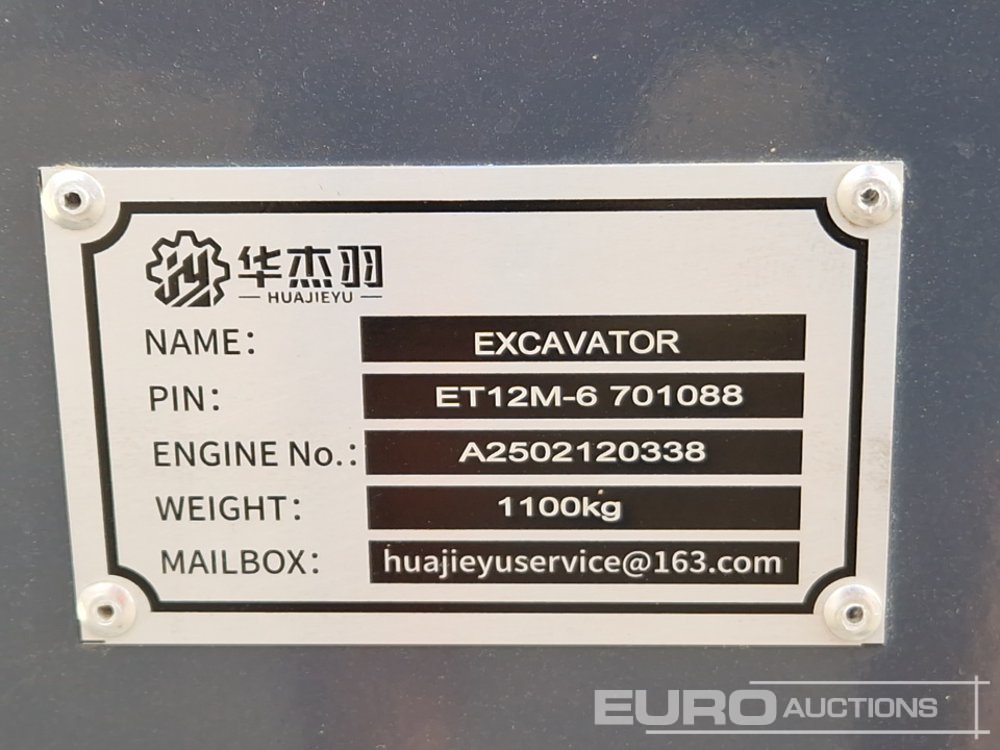 华杰羽
HUAJIEYU
NAME: EXCAVATOR
PIN: ET12M-6 701088
ENGINE No.: A2502120338
WEIGHT: 1100kg
MAILBOX: huajieyuservice@163.com
EURO AUCTIONS